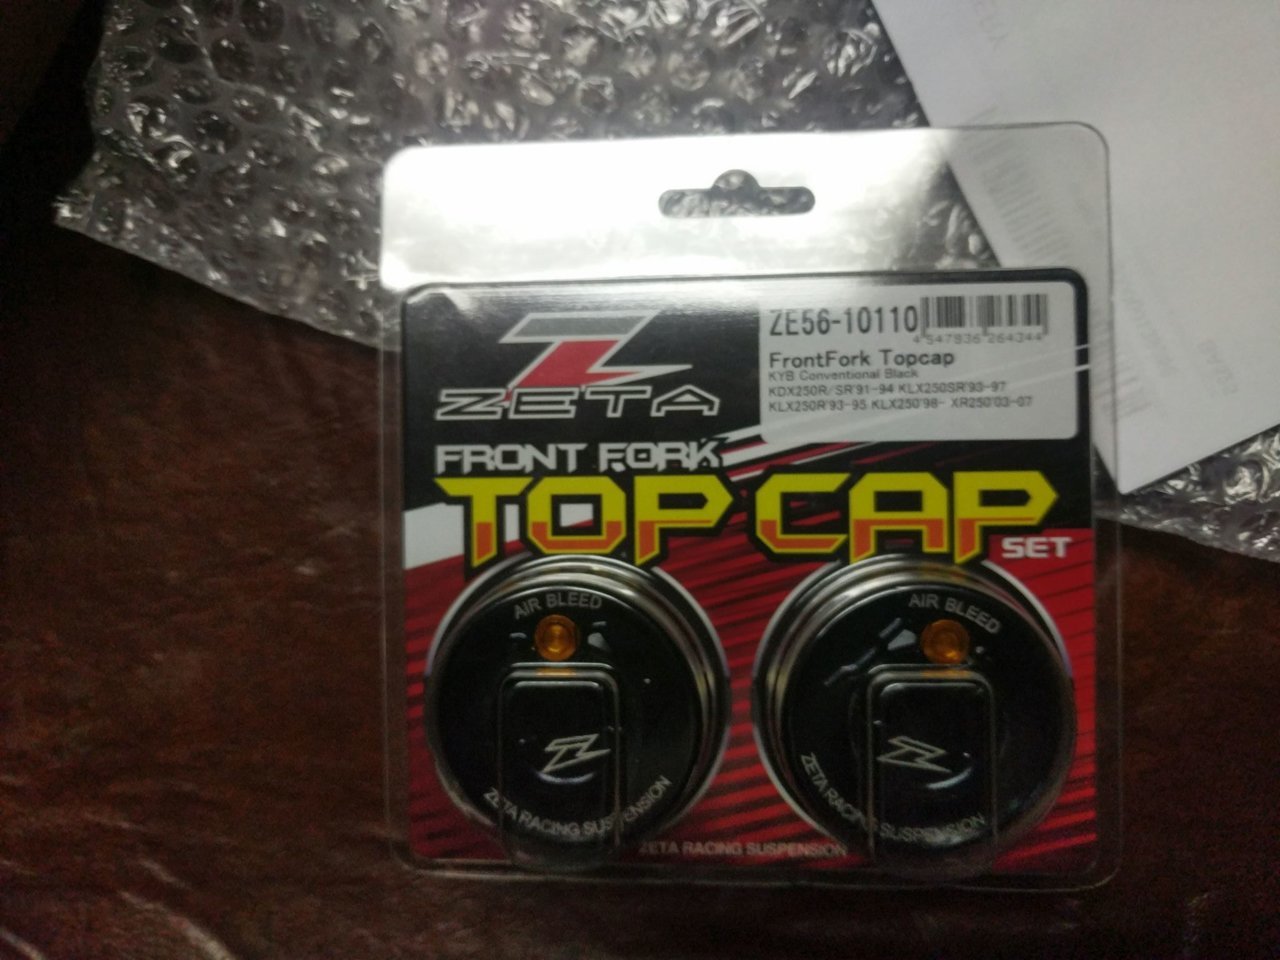 ZE56-10110
4 547836 264344
FrontFork Topcap
KYB Conventional Black
KDX250R/SR'91-94 KLX250SR'93-97
KLX250R'93-95 KLX250'98- XR250'03-07
ZETA
FRONT FORK
TOP CAP
SET
AIR BLEED
AIR BLEED
Z
Z
ZETA RACING SUSPENSION
ZETA RACING SUSPENSION
ZETA RACING SUSPENSION